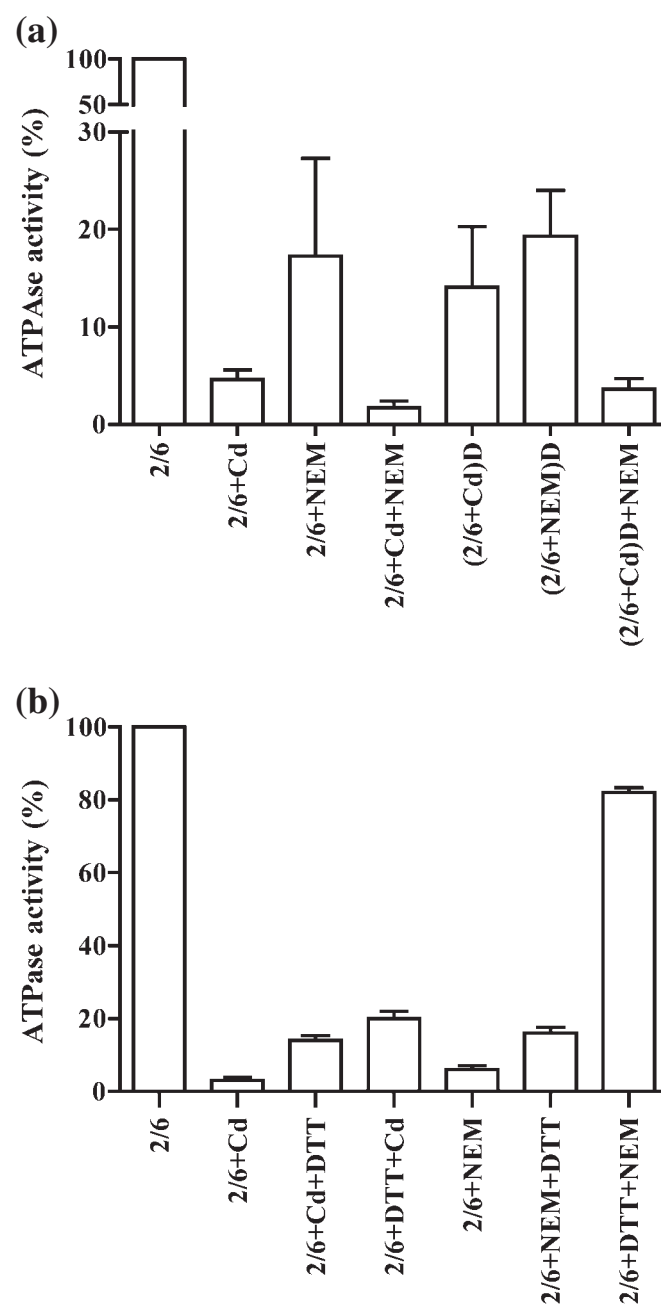 (a)
ATPAse activity (%)
100
50
30
20
10
0
2/6
2/6+Cd
2/6+NEM
2/6+Cd+NEM
(2/6+Cd)D
(2/6+NEM)D
(2/6+Cd)D+NEM
(b)
ATPase activity (%)
100
80
60
40
20
0
2/6
2/6+Cd
2/6+Cd+DTT
2/6+DTT+Cd
2/6+NEM
2/6+NEM+DTT
2/6+DTT+NEM